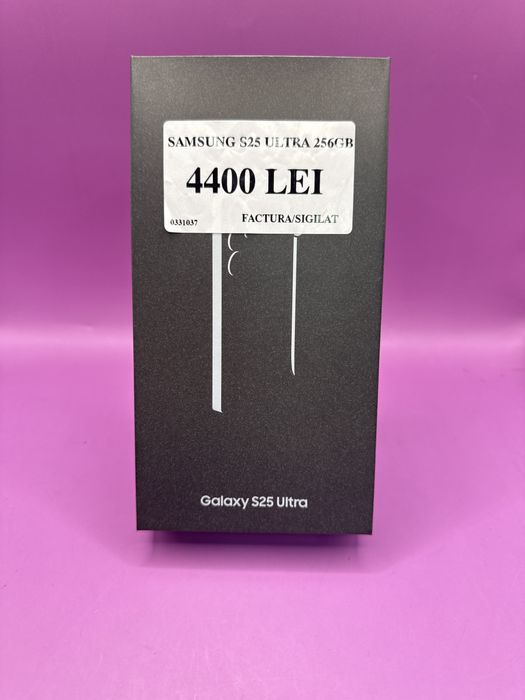 SAMSUNG S25 ULTRA 256GB
4400 LEI
0331037 FACTURA/SIGILAT
Galaxy S25 Ultra